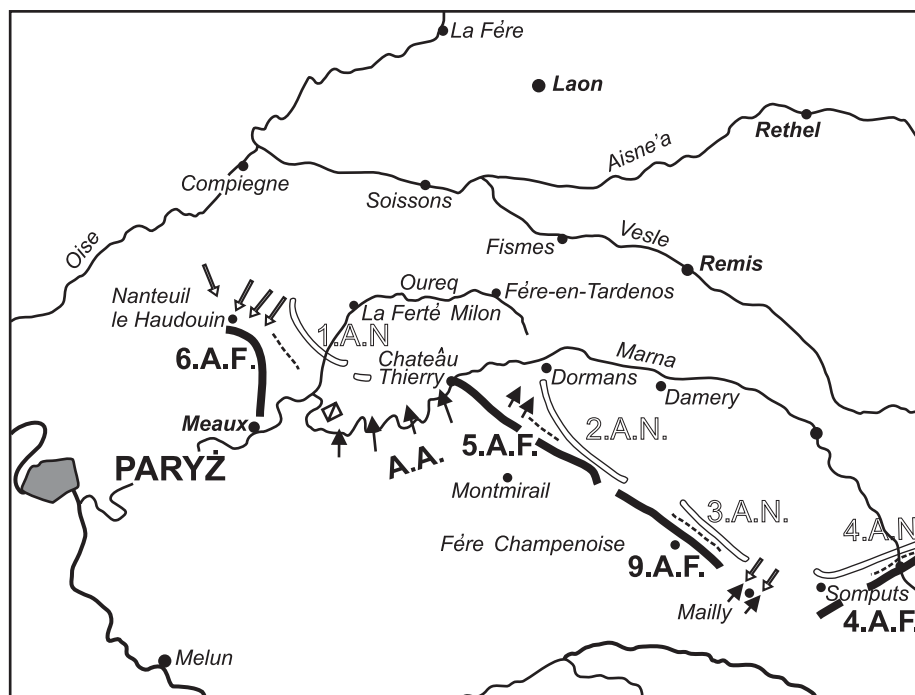 La Fére
Laon
Rethel
Aisne'a
Compiegne
Soissons
Oise
Fismes
Vesle
Remis
Nanteuil
le Haudouin
Oureq
Fére-en-Tardenos
La Ferté Milon
1.A.N
6.A.F.
Chateâu
Thierry
Marna
Dormans
Damery
Meaux
2.A.N.
5.A.F.
A.A.
PARYŻ
Montmirail
3.A.N.
4.A.N
Fére Champenoise
9.A.F.
Mailly
Somputs
4.A.F.
Melun